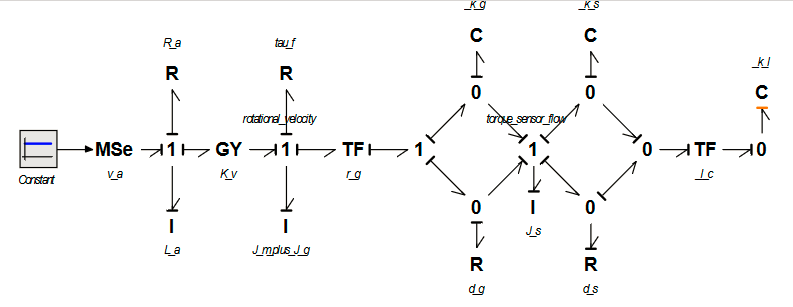 _k_g
_k_s
C
C
R_a
tau_f
_k_l
R
R
0
0
C
rotational_velocity
torque_sensor_flow
MSe
1
GY
1
TF
1
1
0
TF
0
Constant
v_a
K_v
r_g
_l_c
I
I
0
I
0
L_a
J_mplus_J_g
J_s
R
R
d_g
d_s